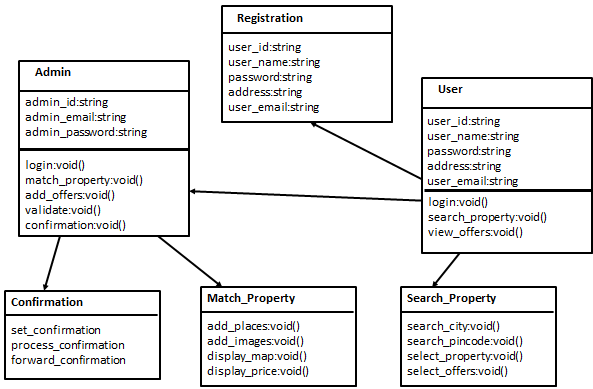 Registration
user_id:string
user_name:string
password:string
address:string
user_email:string
Admin
admin_id:string
admin_email:string
admin_password:string
login:void()
match_property:void()
add_offers:void()
validate:void()
confirmation:void()
User
user_id:string
user_name:string
password:string
address:string
user_email:string
login:void()
search_property:void()
view_offers:void()
Confirmation
set_confirmation
process_confirmation
forward_confirmation
Match_Property
add_places:void()
add_images:void()
display_map:void()
display_price:void()
Search_Property
search_city:void()
search_pincode:void()
select_property:void()
select_offers:void()